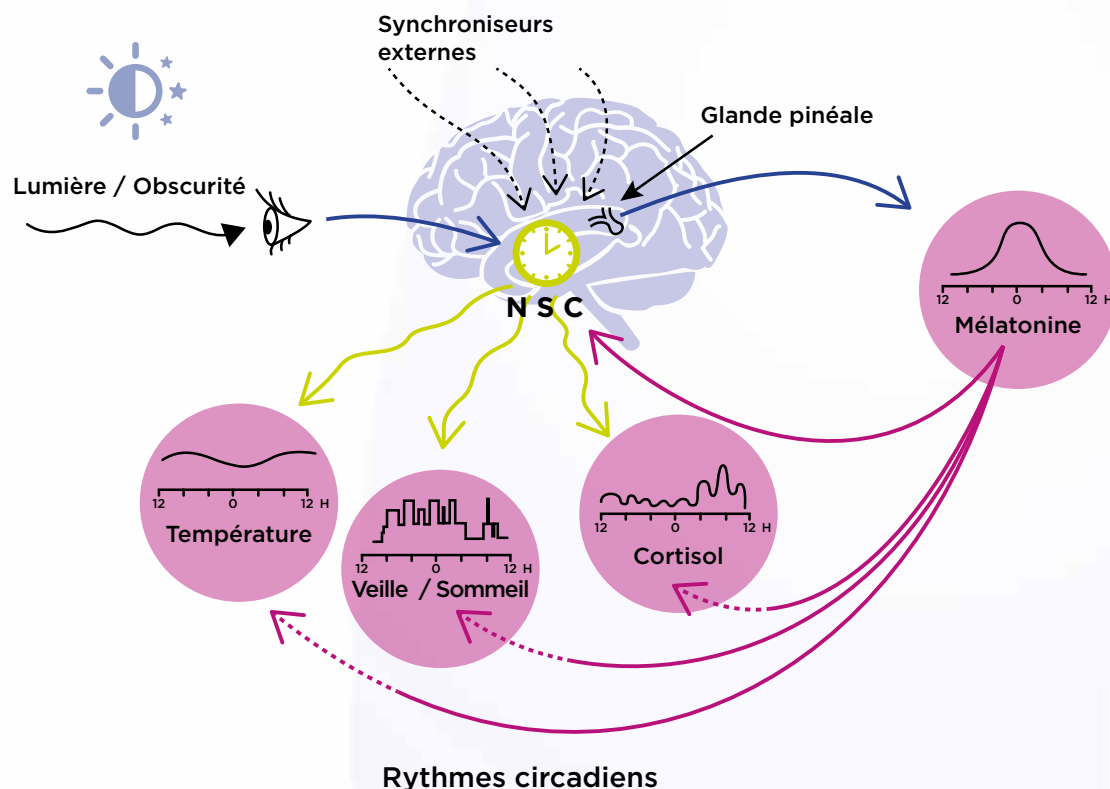 Synchroniseurs
externes
Glande pinéale
Lumière / Obscurité
N S C
12 0 12 H
Mélatonine
12 0 12 H
Température
12 0 12 H
Veille / Sommeil
12 0 12 H
Cortisol
Rythmes circadiens